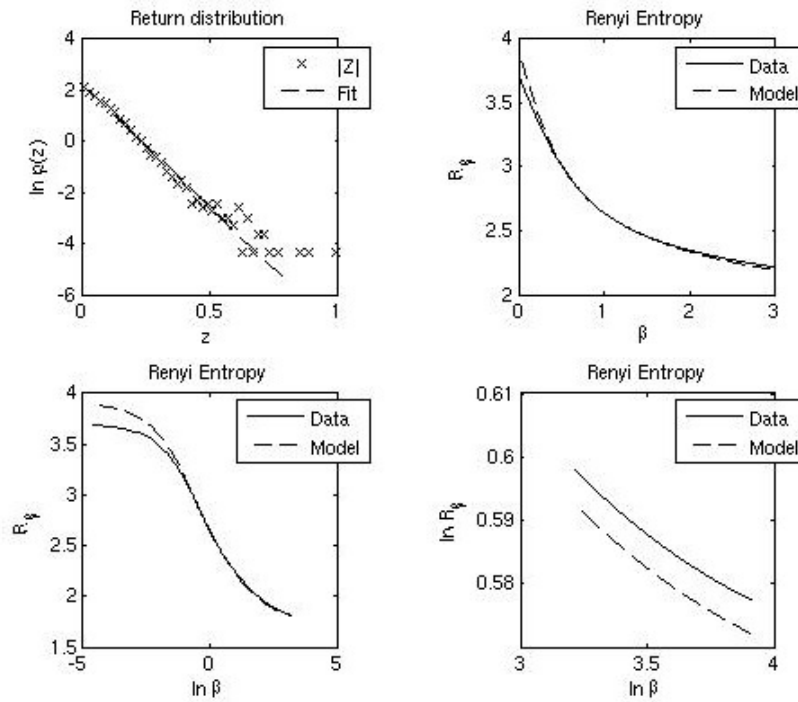 Return distribution
4
2
0
-2
-4
-6
ln p(z)
0
0.5
1
z
|Z|
Fit
Renyi Entropy
4
3.5
3
2.5
2
R_β
0
1
2
3
β
Data
Model
Renyi Entropy
4
3.5
3
2.5
2
1.5
R_β
-5
0
5
ln β
Data
Model
Renyi Entropy
0.61
0.6
0.59
0.58
ln R_β
3
3.5
4
ln β
Data
Model